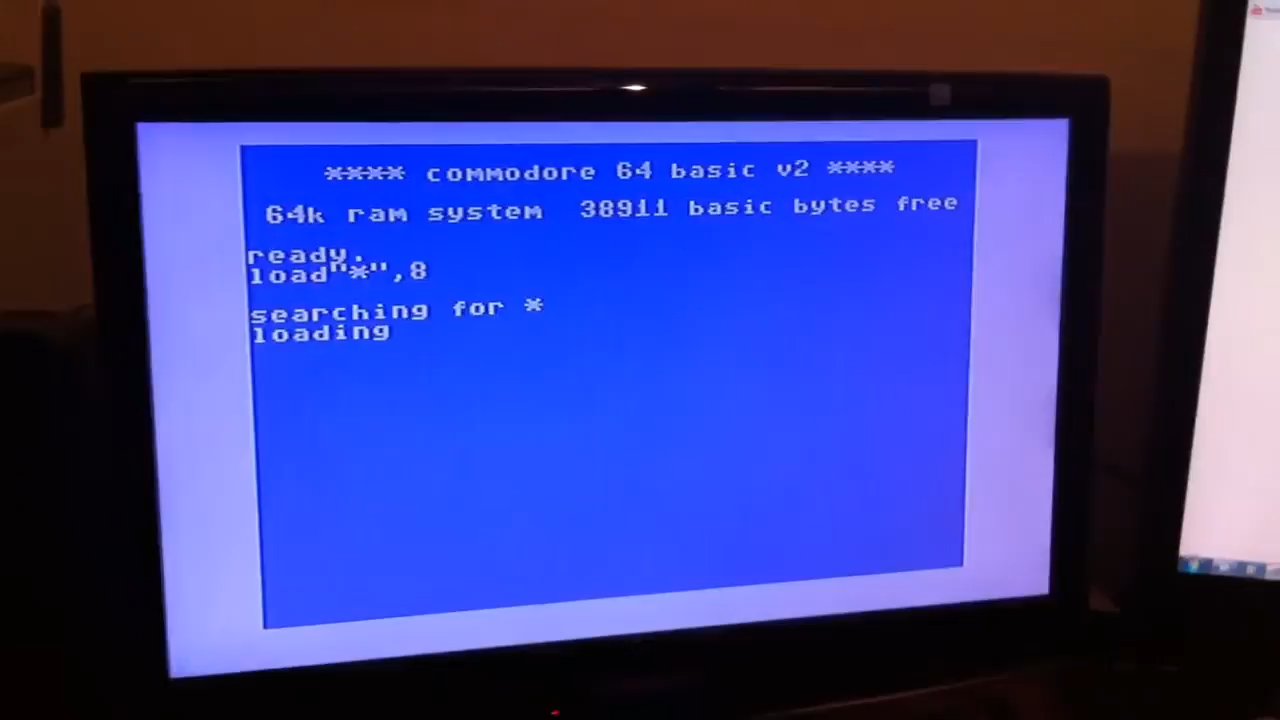 **** commodore 64 basic v2 ****
64k ram system  38911 basic bytes free
ready.
load"*",8
searching for *
loading